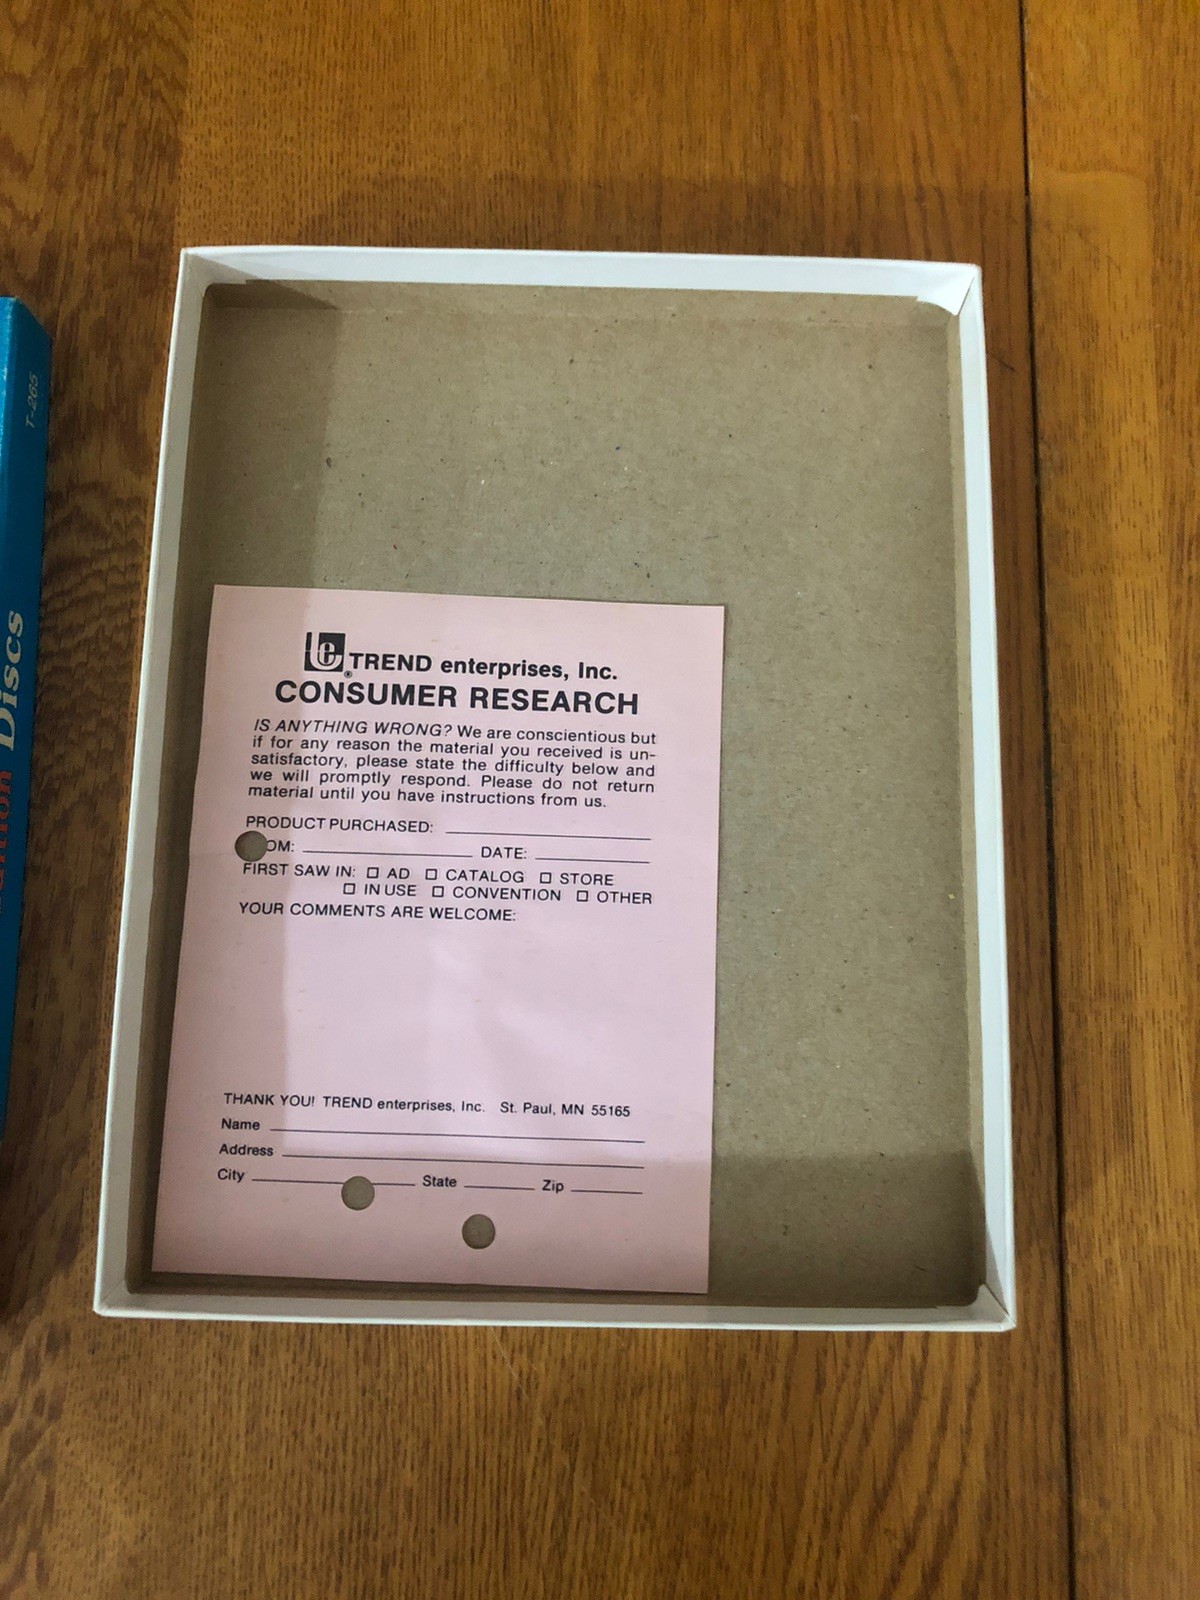 te® TREND enterprises, Inc.
CONSUMER RESEARCH
IS ANYTHING WRONG? We are conscientious but
if for any reason the material you received is un-
satisfactory, please state the difficulty below and
we will promptly respond. Please do not return
material until you have instructions from us.
PRODUCT PURCHASED:
OM: DATE:
FIRST SAW IN: □ AD □ CATALOG □ STORE
□ IN USE □ CONVENTION □ OTHER
YOUR COMMENTS ARE WELCOME:
THANK YOU! TREND enterprises, Inc. St. Paul, MN 55165
Name
Address
City State Zip
T-265
Discs